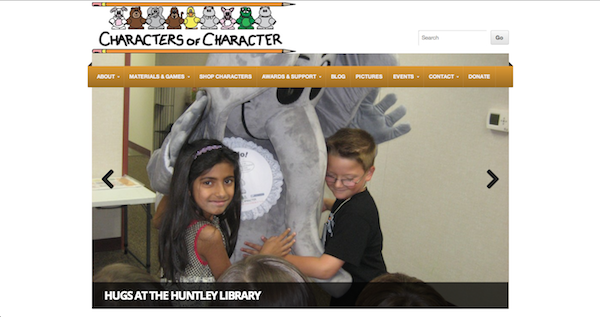 CHARACTERS OF CHARACTER
Search
Go
ABOUT
MATERIALS & GAMES
SHOP CHARACTERS
AWARDS & SUPPORT
BLOG
PICTURES
EVENTS
CONTACT
DONATE
HUGS AT THE HUNTLEY LIBRARY